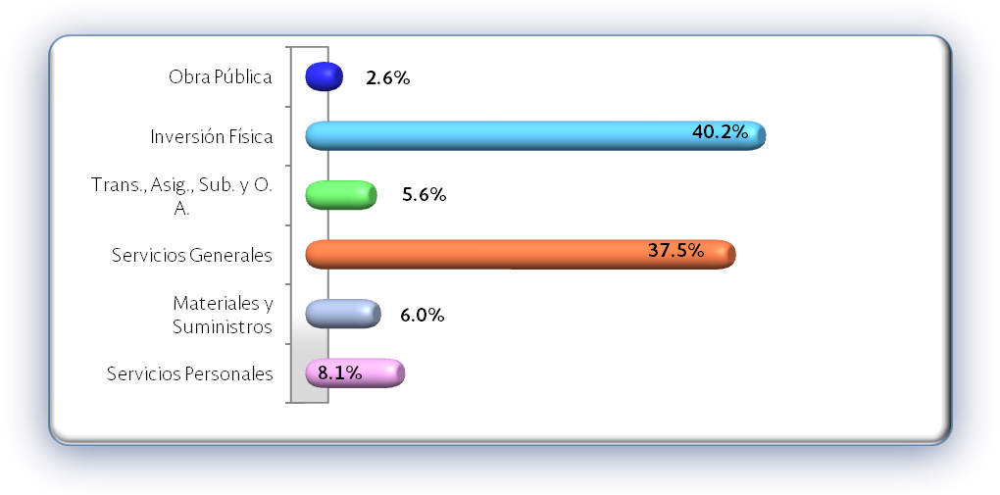 Obra Pública
2.6%
Inversión Física
40.2%
Trans., Asig., Sub. y O.
A.
5.6%
Servicios Generales
37.5%
Materiales y
Suministros
6.0%
Servicios Personales
8.1%